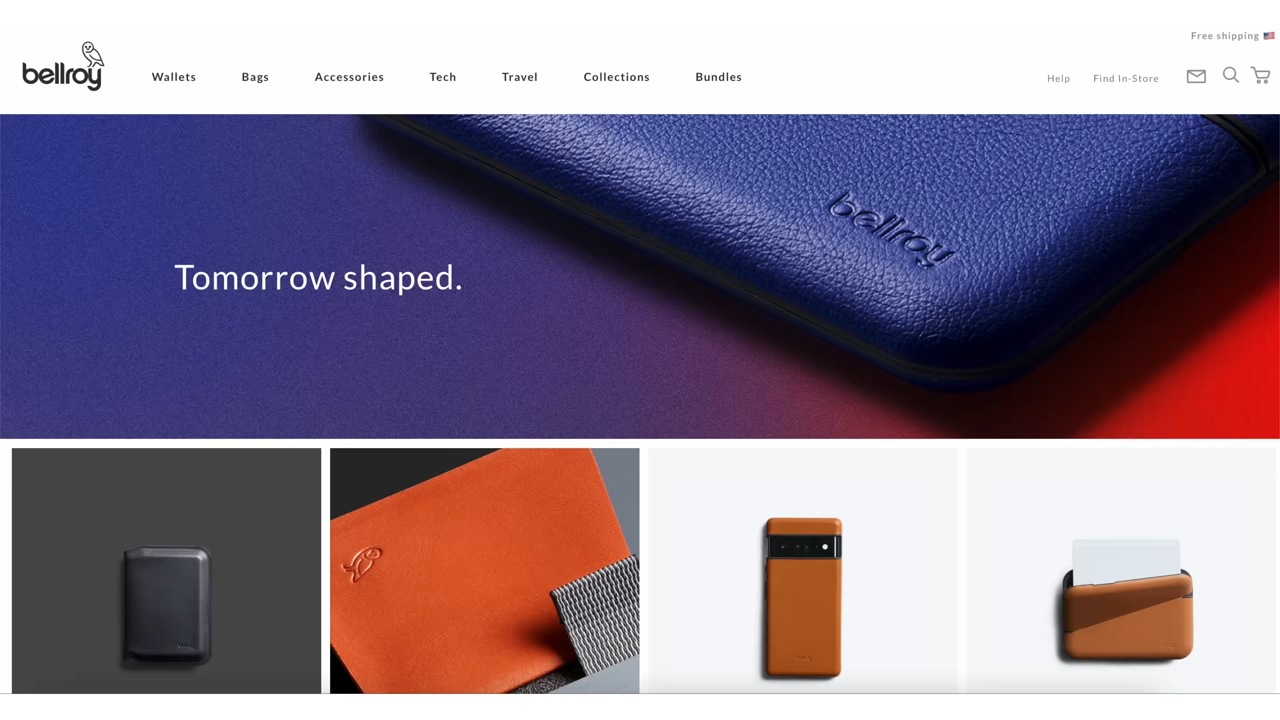 Free shipping
bellroy
Wallets
Bags
Accessories
Tech
Travel
Collections
Bundles
Help
Find In-Store
bellroy
Tomorrow shaped.